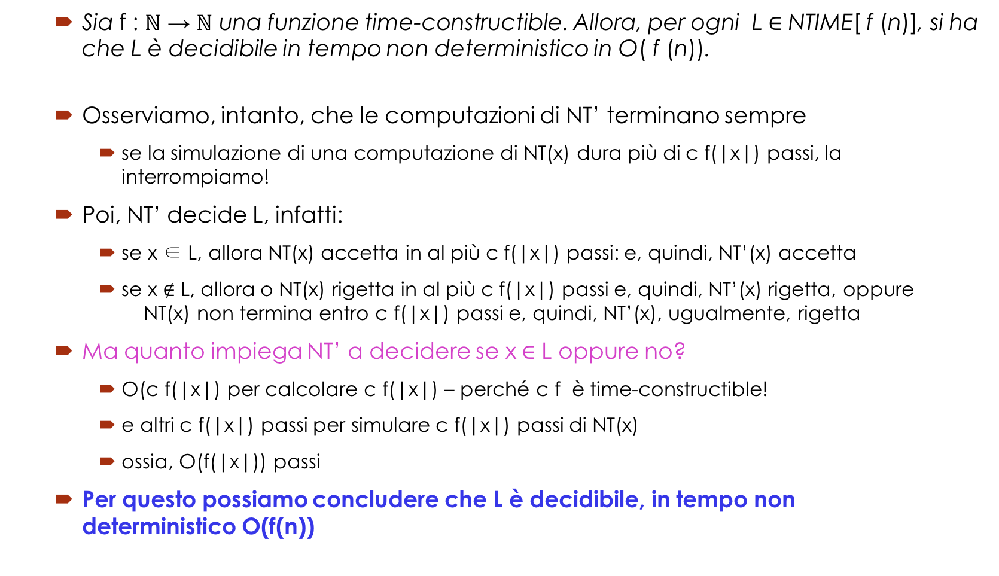 Sia f : ℕ → ℕ una funzione time-constructible. Allora, per ogni L ∈ NTIME[ f (n)], si ha
che L è decidibile in tempo non deterministico in O( f (n)).
Osserviamo, intanto, che le computazioni di NT’ terminano sempre
se la simulazione di una computazione di NT(x) dura più di c f(|x|) passi, la
interrompiamo!
Poi, NT’ decide L, infatti:
se x ∈ L, allora NT(x) accetta in al più c f(|x|) passi: e, quindi, NT’(x) accetta
se x ∉ L, allora o NT(x) rigetta in al più c f(|x|) passi e, quindi, NT’(x) rigetta, oppure
NT(x) non termina entro c f(|x|) passi e, quindi, NT’(x), ugualmente, rigetta
Ma quanto impiega NT’ a decidere se x ∈ L oppure no?
O(c f(|x|) per calcolare c f(|x|) – perché c f è time-constructible!
e altri c f(|x|) passi per simulare c f(|x|) passi di NT(x)
ossia, O(f(|x|)) passi
Per questo possiamo concludere che L è decidibile, in tempo non
deterministico O(f(n))